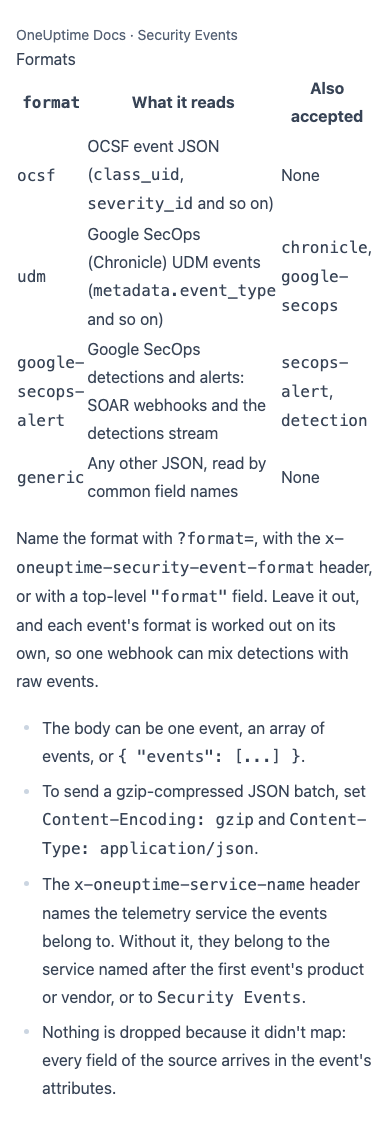 OneUptime Docs · Security Events
Formats
format What it reads Also accepted
ocsf OCSF event JSON (class_uid, severity_id and so on) None
udm Google SecOps (Chronicle) UDM events (metadata.event_type and so on) chronicle, google-secops
google-secops-alert Google SecOps detections and alerts: SOAR webhooks and the detections stream secops-alert, detection
generic Any other JSON, read by common field names None
Name the format with ?format=, with the x-
oneuptime-security-event-format header,
or with a top-level "format" field. Leave it out,
and each event's format is worked out on its
own, so one webhook can mix detections with
raw events.
The body can be one event, an array of
events, or { "events": [...] }.
To send a gzip-compressed JSON batch, set
Content-Encoding: gzip and Content-
Type: application/json.
The x-oneuptime-service-name header
names the telemetry service the events
belong to. Without it, they belong to the
service named after the first event's product
or vendor, or to Security Events.
Nothing is dropped because it didn't map:
every field of the source arrives in the event's
attributes.